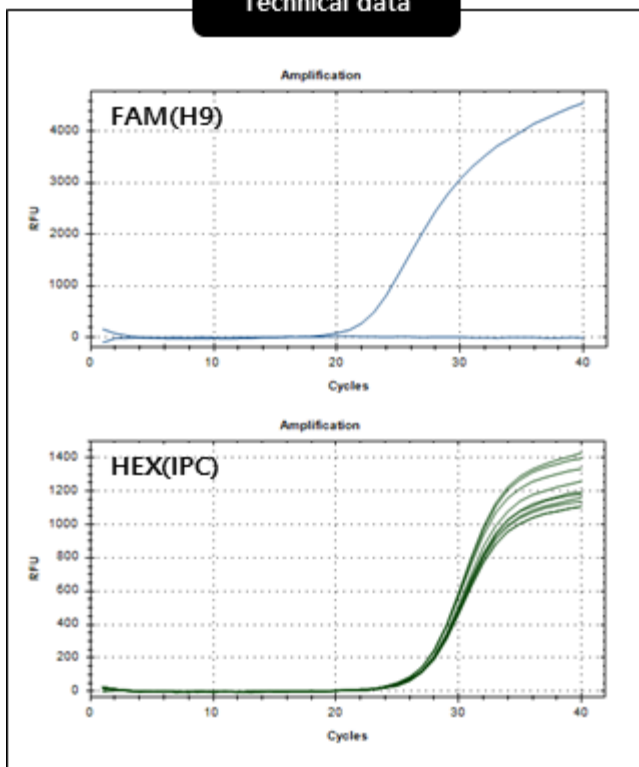 Technical data
Amplification
FAM(H9)
4000
3000
2000
1000
0
RFU
0 10 20 30 40
Cycles
Amplification
HEX(IPC)
1400
1200
1000
800
600
400
200
0
RFU
0 10 20 30 40
Cycles